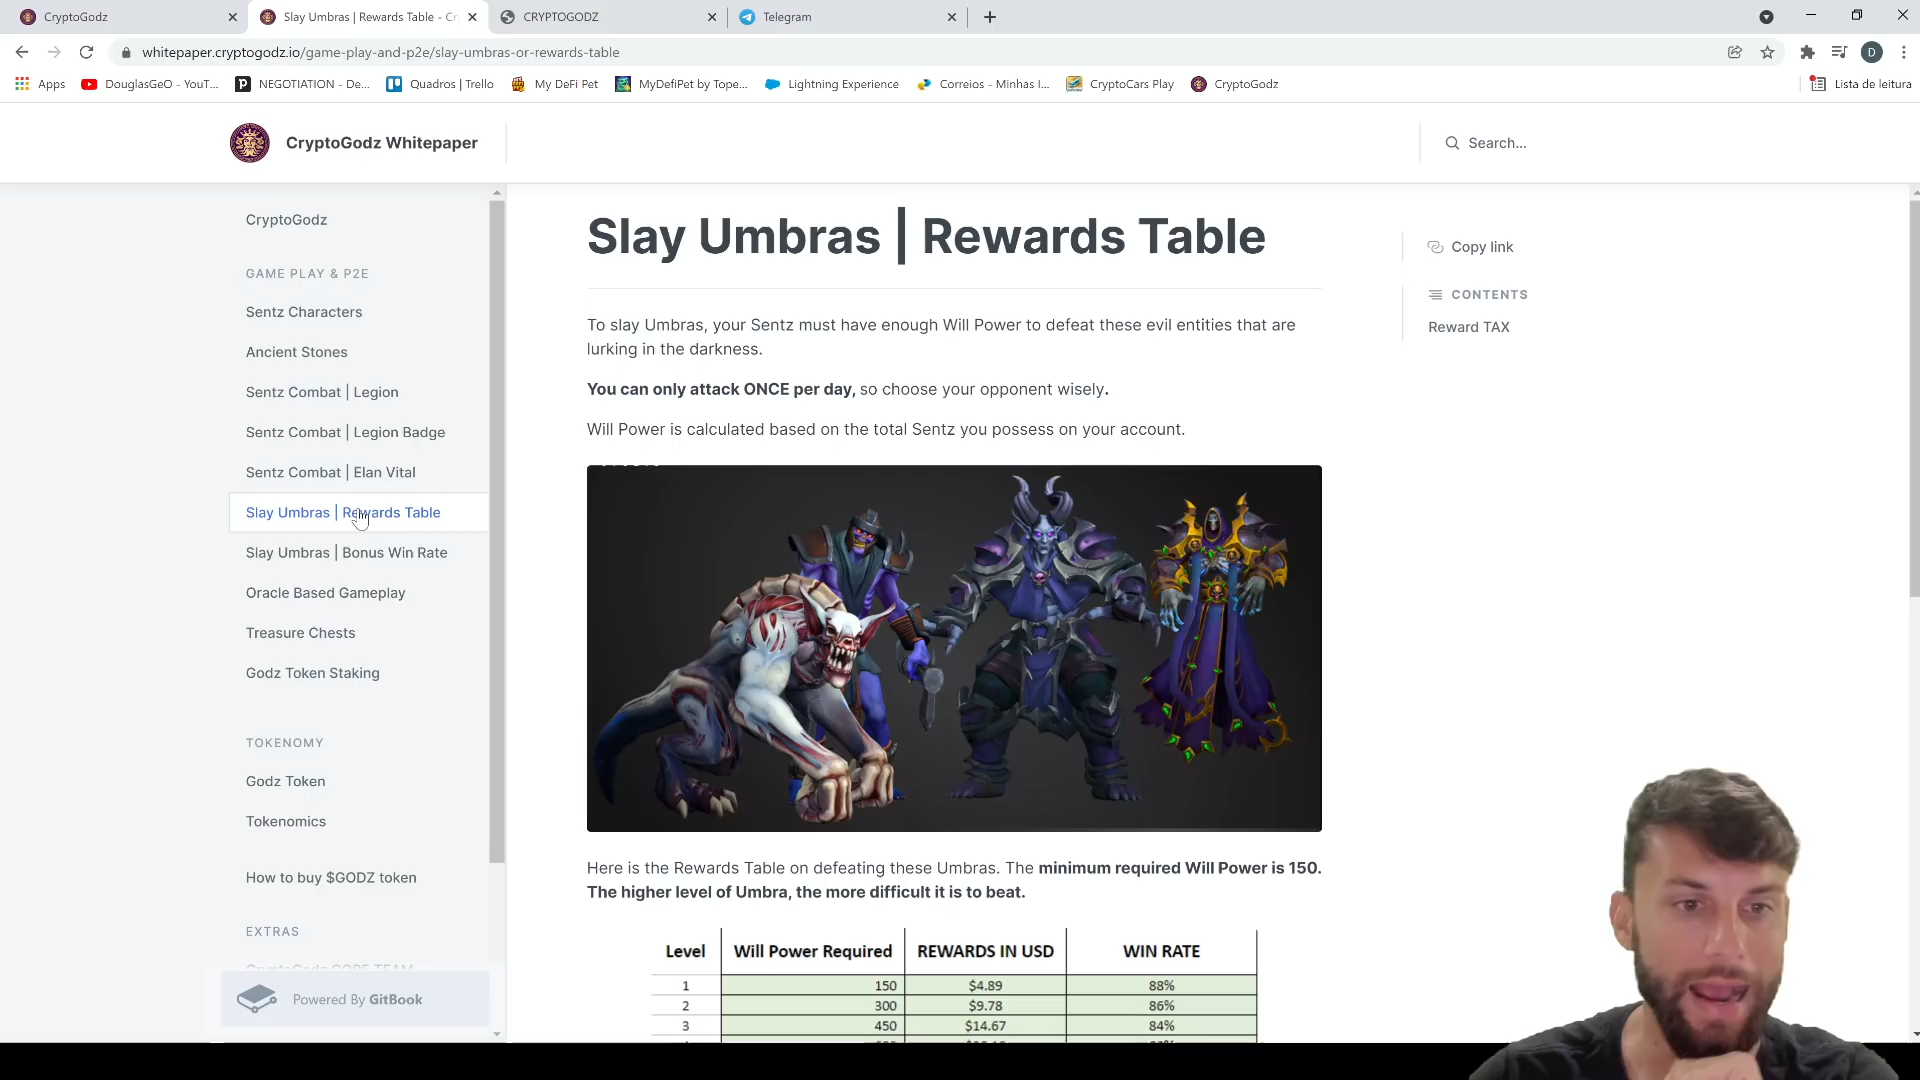 CryptoGodz
Slay Umbras | Rewards Table - Cr
CRYPTOGODZ
Telegram
whitepaper.cryptogodz.io/game-play-and-p2e/slay-umbras-or-rewards-table
D
Apps
DouglasGeO - YouT...
NEGOTIATION - De...
Quadros | Trello
My DeFi Pet
MyDefiPet by Tope...
Lightning Experience
Correios - Minhas I...
CryptoCars Play
CryptoGodz
Lista de leitura
CryptoGodz Whitepaper
Search...
CryptoGodz
GAME PLAY & P2E
Sentz Characters
Ancient Stones
Sentz Combat | Legion
Sentz Combat | Legion Badge
Sentz Combat | Elan Vital
Slay Umbras | Rewards Table
Slay Umbras | Bonus Win Rate
Oracle Based Gameplay
Treasure Chests
Godz Token Staking
TOKENOMY
Godz Token
Tokenomics
How to buy $GODZ token
EXTRAS
CryptoGodz CORE TEAM
Powered By GitBook
Slay Umbras | Rewards Table
To slay Umbras, your Sentz must have enough Will Power to defeat these evil entities that are
lurking in the darkness.
You can only attack ONCE per day, so choose your opponent wisely.
Will Power is calculated based on the total Sentz you possess on your account.
Here is the Rewards Table on defeating these Umbras. The minimum required Will Power is 150.
The higher level of Umbra, the more difficult it is to beat.
Level Will Power Required REWARDS IN USD WIN RATE
1 150 $4.89 88%
2 300 $9.78 86%
3 450 $14.67 84%
Copy link
CONTENTS
Reward TAX